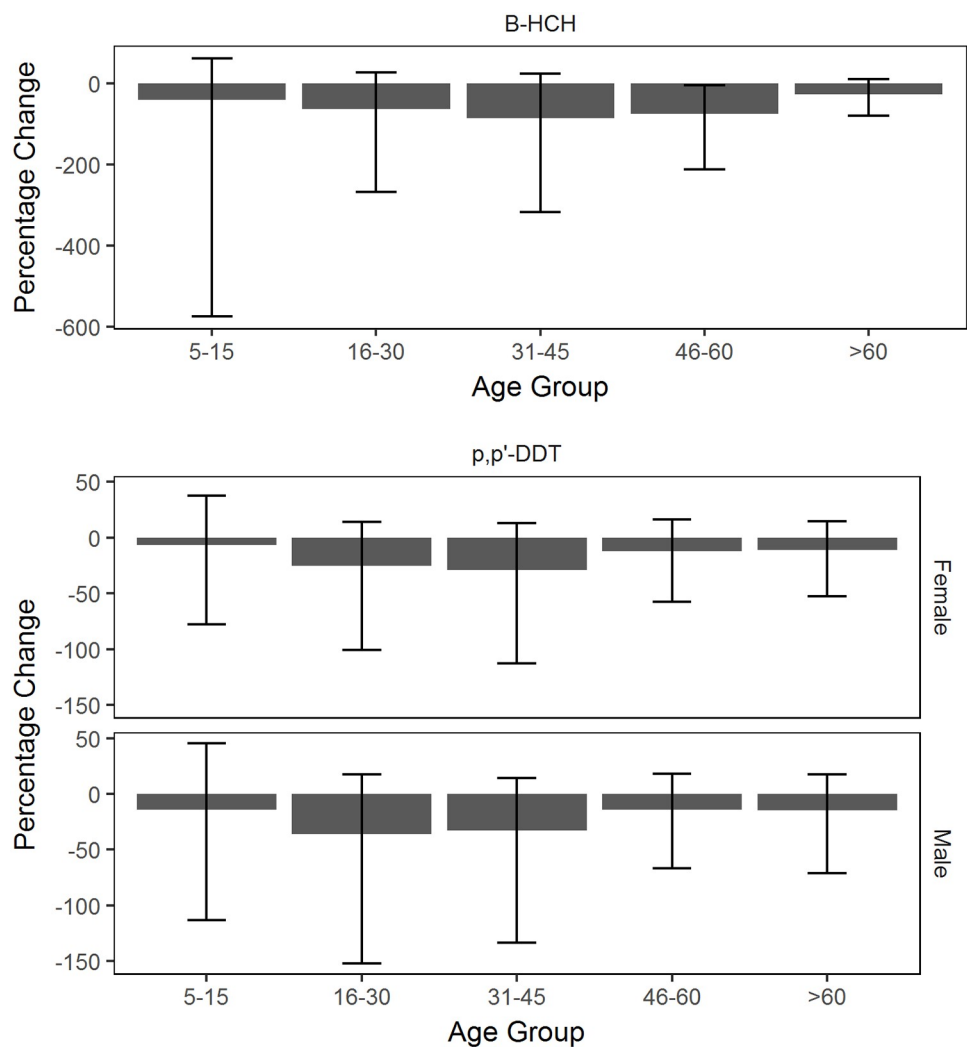 B-HCH
Percentage Change
0
-200
-400
-600
5-15 16-30 31-45 46-60 >60
Age Group
p,p'-DDT
Percentage Change
50
0
-50
-100
-150
Female
50
0
-50
-100
-150
Male
5-15 16-30 31-45 46-60 >60
Age Group